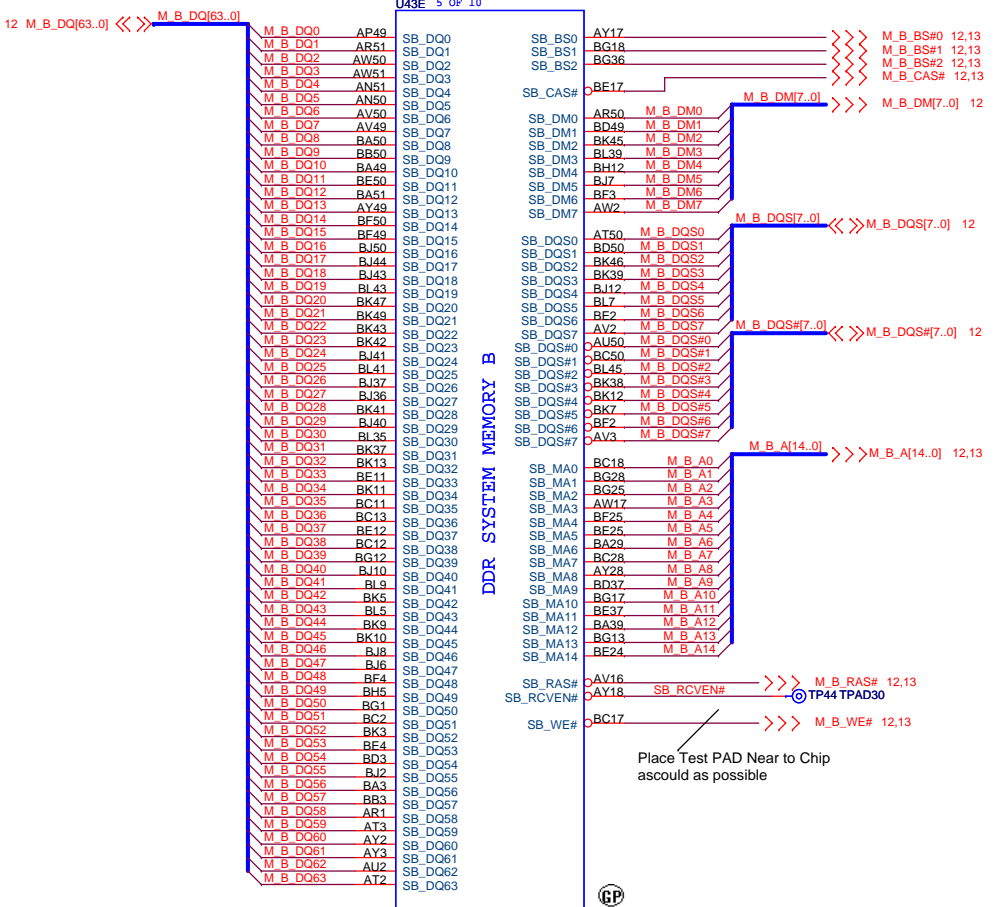 U43E 5 OF 10
12 M_B_DQ[63..0] M_B_DQ[63..0]
M_B_DQ0 AP49 SB_DQ0
M_B_DQ1 AR51 SB_DQ1
M_B_DQ2 AW50 SB_DQ2
M_B_DQ3 AW51 SB_DQ3
M_B_DQ4 AN51 SB_DQ4
M_B_DQ5 AN50 SB_DQ5
M_B_DQ6 AV50 SB_DQ6
M_B_DQ7 AV49 SB_DQ7
M_B_DQ8 BA50 SB_DQ8
M_B_DQ9 BB50 SB_DQ9
M_B_DQ10 BA49 SB_DQ10
M_B_DQ11 BE50 SB_DQ11
M_B_DQ12 BA51 SB_DQ12
M_B_DQ13 AY49 SB_DQ13
M_B_DQ14 BF50 SB_DQ14
M_B_DQ15 BF49 SB_DQ15
M_B_DQ16 BJ50 SB_DQ16
M_B_DQ17 BJ44 SB_DQ17
M_B_DQ18 BJ43 SB_DQ18
M_B_DQ19 BL43 SB_DQ19
M_B_DQ20 BK47 SB_DQ20
M_B_DQ21 BK49 SB_DQ21
M_B_DQ22 BK43 SB_DQ22
M_B_DQ23 BK42 SB_DQ23
M_B_DQ24 BJ41 SB_DQ24
M_B_DQ25 BL41 SB_DQ25
M_B_DQ26 BJ37 SB_DQ26
M_B_DQ27 BJ36 SB_DQ27
M_B_DQ28 BK41 SB_DQ28
M_B_DQ29 BJ40 SB_DQ29
M_B_DQ30 BL35 SB_DQ30
M_B_DQ31 BK37 SB_DQ31
M_B_DQ32 BK13 SB_DQ32
M_B_DQ33 BE11 SB_DQ33
M_B_DQ34 BK11 SB_DQ34
M_B_DQ35 BC11 SB_DQ35
M_B_DQ36 BC13 SB_DQ36
M_B_DQ37 BE12 SB_DQ37
M_B_DQ38 BC12 SB_DQ38
M_B_DQ39 BG12 SB_DQ39
M_B_DQ40 BJ10 SB_DQ40
M_B_DQ41 BL9 SB_DQ41
M_B_DQ42 BK5 SB_DQ42
M_B_DQ43 BL5 SB_DQ43
M_B_DQ44 BK9 SB_DQ44
M_B_DQ45 BK10 SB_DQ45
M_B_DQ46 BJ8 SB_DQ46
M_B_DQ47 BJ6 SB_DQ47
M_B_DQ48 BF4 SB_DQ48
M_B_DQ49 BH5 SB_DQ49
M_B_DQ50 BG1 SB_DQ50
M_B_DQ51 BC2 SB_DQ51
M_B_DQ52 BK3 SB_DQ52
M_B_DQ53 BE4 SB_DQ53
M_B_DQ54 BD3 SB_DQ54
M_B_DQ55 BJ2 SB_DQ55
M_B_DQ56 BA3 SB_DQ56
M_B_DQ57 BB3 SB_DQ57
M_B_DQ58 AR1 SB_DQ58
M_B_DQ59 AT3 SB_DQ59
M_B_DQ60 AY2 SB_DQ60
M_B_DQ61 AY3 SB_DQ61
M_B_DQ62 AU2 SB_DQ62
M_B_DQ63 AT2 SB_DQ63
DDR SYSTEM MEMORY B
SB_BS0 AY17 M_B_BS#0 12,13
SB_BS1 BG18 M_B_BS#1 12,13
SB_BS2 BG36 M_B_BS#2 12,13
SB_CAS# BE17 M_B_CAS# 12,13
M_B_DM[7..0] M_B_DM[7..0] 12
SB_DM0 AR50 M_B_DM0
SB_DM1 BD49 M_B_DM1
SB_DM2 BK45 M_B_DM2
SB_DM3 BL39 M_B_DM3
SB_DM4 BH12 M_B_DM4
SB_DM5 BJ7 M_B_DM5
SB_DM6 BF3 M_B_DM6
SB_DM7 AW2 M_B_DM7
M_B_DQS[7..0] M_B_DQS[7..0] 12
SB_DQS0 AT50 M_B_DQS0
SB_DQS1 BD50 M_B_DQS1
SB_DQS2 BK46 M_B_DQS2
SB_DQS3 BK39 M_B_DQS3
SB_DQS4 BJ12 M_B_DQS4
SB_DQS5 BL7 M_B_DQS5
SB_DQS6 BE2 M_B_DQS6
SB_DQS7 AV2 M_B_DQS7
M_B_DQS#[7..0] M_B_DQS#[7..0] 12
SB_DQS#0 AU50 M_B_DQS#0
SB_DQS#1 BC50 M_B_DQS#1
SB_DQS#2 BL45 M_B_DQS#2
SB_DQS#3 BK38 M_B_DQS#3
SB_DQS#4 BK12 M_B_DQS#4
SB_DQS#5 BK7 M_B_DQS#5
SB_DQS#6 BF2 M_B_DQS#6
SB_DQS#7 AV3 M_B_DQS#7
M_B_A[14..0] M_B_A[14..0] 12,13
SB_MA0 BC18 M_B_A0
SB_MA1 BG28 M_B_A1
SB_MA2 BG25 M_B_A2
SB_MA3 AW17 M_B_A3
SB_MA4 BF25 M_B_A4
SB_MA5 BE25 M_B_A5
SB_MA6 BA29 M_B_A6
SB_MA7 BC28 M_B_A7
SB_MA8 AY28 M_B_A8
SB_MA9 BD37 M_B_A9
SB_MA10 BG17 M_B_A10
SB_MA11 BE37 M_B_A11
SB_MA12 BA39 M_B_A12
SB_MA13 BG13 M_B_A13
SB_MA14 BE24 M_B_A14
SB_RAS# AV16 M_B_RAS# 12,13
SB_RCVEN# AY18 SB_RCVEN# TP44 TPAD30
SB_WE# BC17 M_B_WE# 12,13
Place Test PAD Near to Chip
ascould as possible
GP